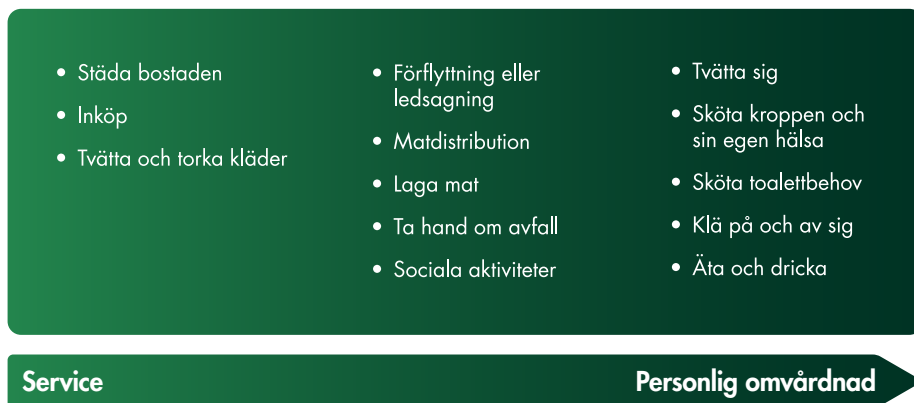 • Städa bostaden
• Inköp
• Tvätta och torka kläder
• Förflyttning eller
ledsagning
• Matdistribution
• Laga mat
• Ta hand om avfall
• Sociala aktiviteter
• Tvätta sig
• Sköta kroppen och
sin egen hälsa
• Sköta toalettbehov
• Klä på och av sig
• Äta och dricka
Service
Personlig omvårdnad